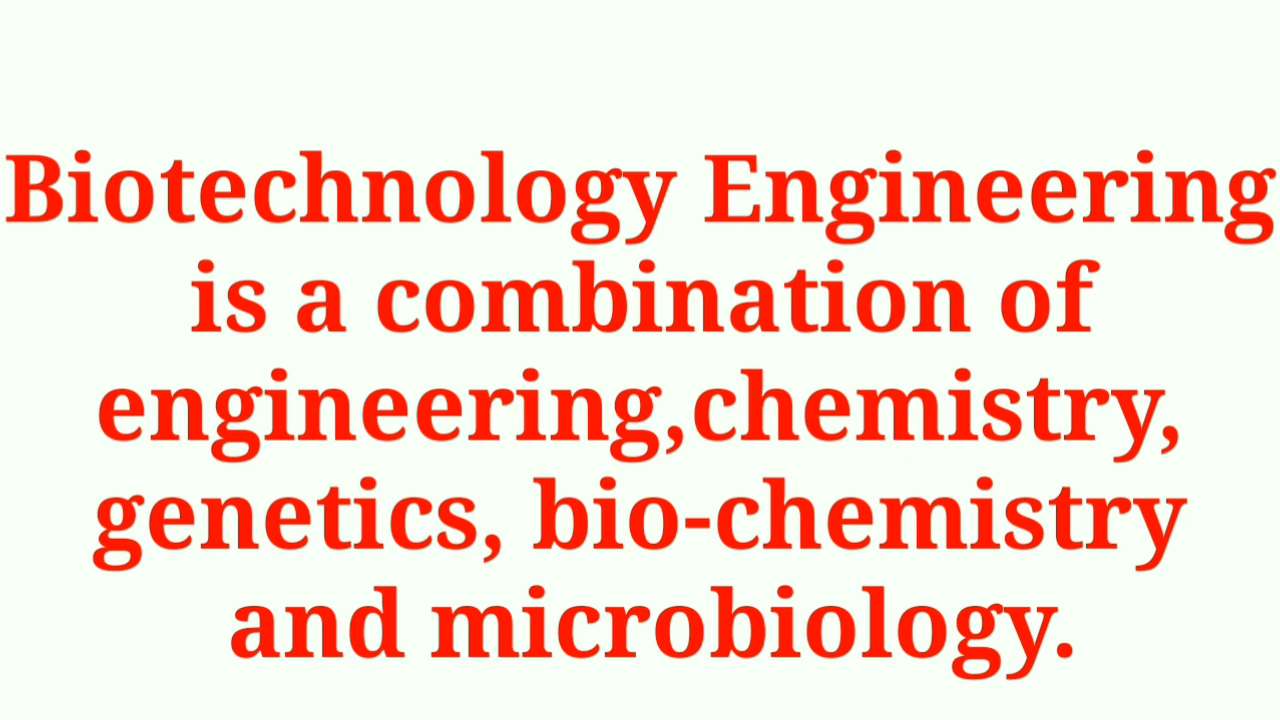 Biotechnology Engineering
is a combination of
engineering,chemistry,
genetics, bio-chemistry
and microbiology.